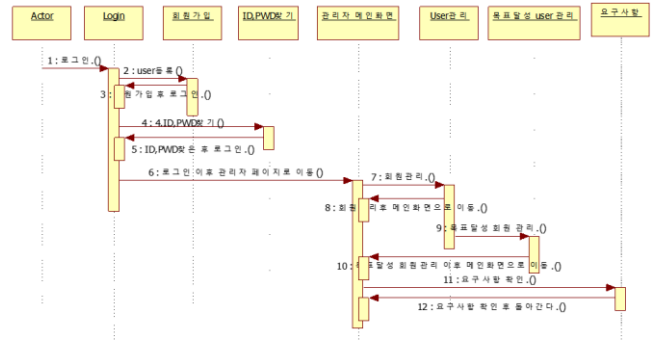 Actor
Login
회원가입
ID,PWD찾기
관리자 메인화면
User관리
목표달성 user 관리
요구사항
1 : 로그인.()
2 : user등록()
3 : 회원가입 후 로그인.()
4 : 4.ID,PWD찾기()
5 : ID,PWD찾은 후 로그인.()
6 : 로그인 이후 관리자 페이지로 이동()
7 : 회원관리.()
8 : 회원관리후 메인화면으로 이동.()
9 : 목표달성 회원 관리.()
10 : 목표달성 회원관리 이후 메인화면으로 이동.()
11 : 요구사항 확인.()
12 : 요구사항 확인 후 돌아간다.()